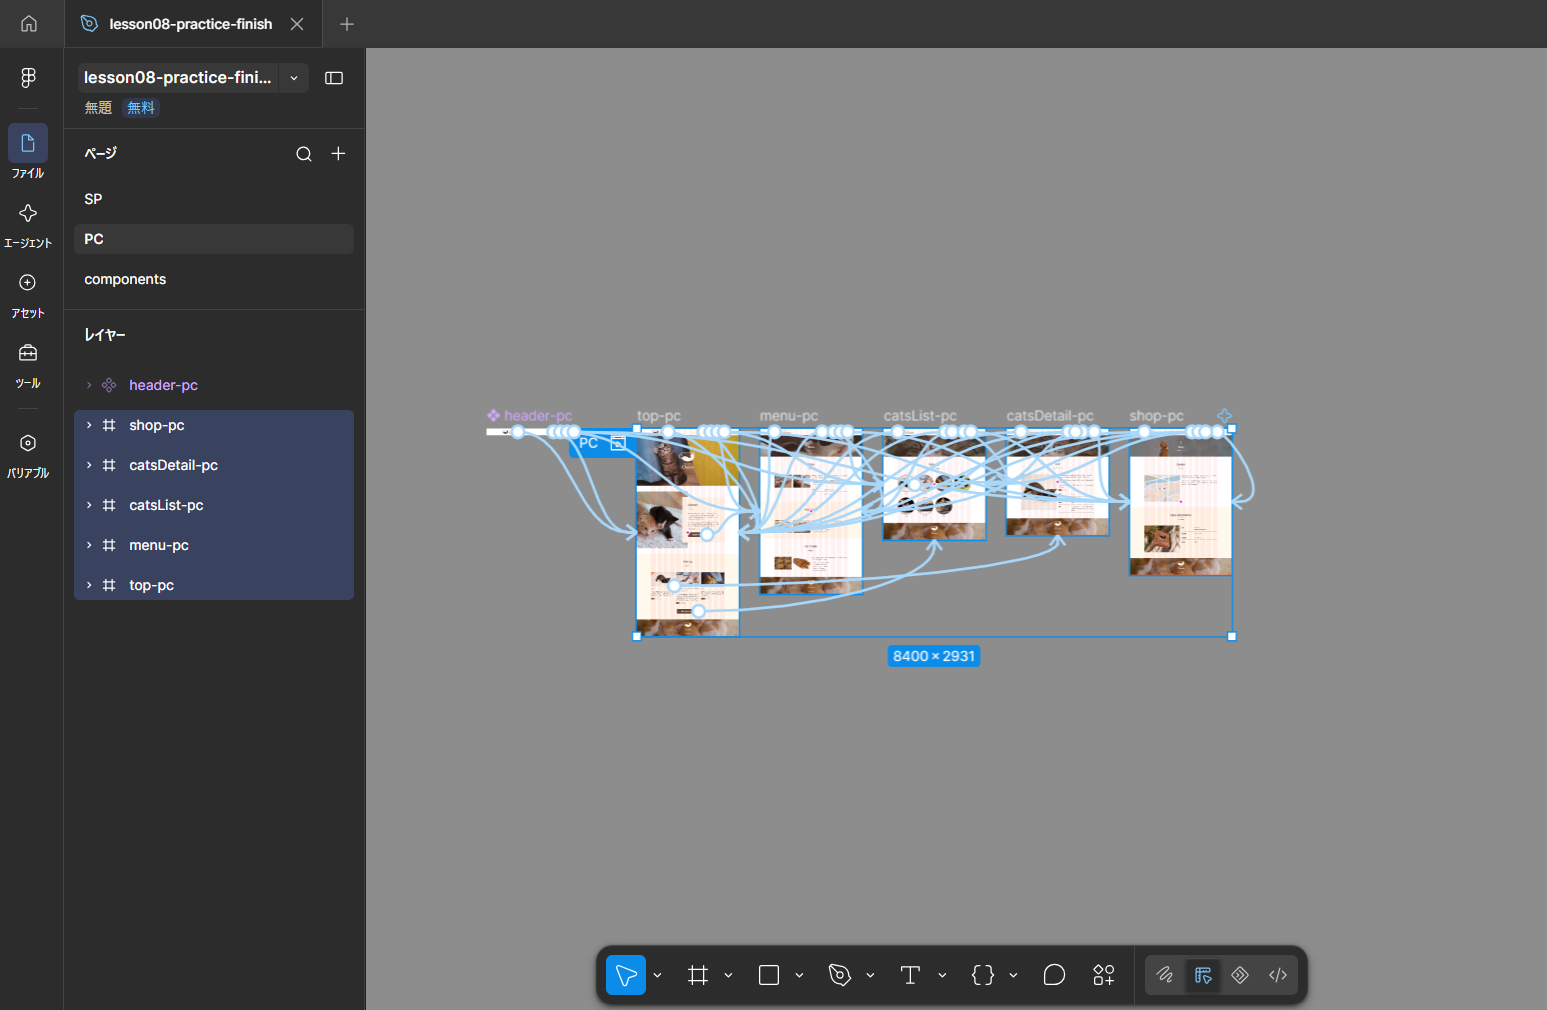 lesson08-practice-finish
lesson08-practice-fini...
無題 無料
ページ
SP
PC
components
レイヤー
header-pc
shop-pc
catsDetail-pc
catsList-pc
menu-pc
top-pc
ファイル
エージェント
アセット
ツール
バリアブル
header-pc
top-pc
menu-pc
catsList-pc
catsDetail-pc
shop-pc
PC
8400 × 2931